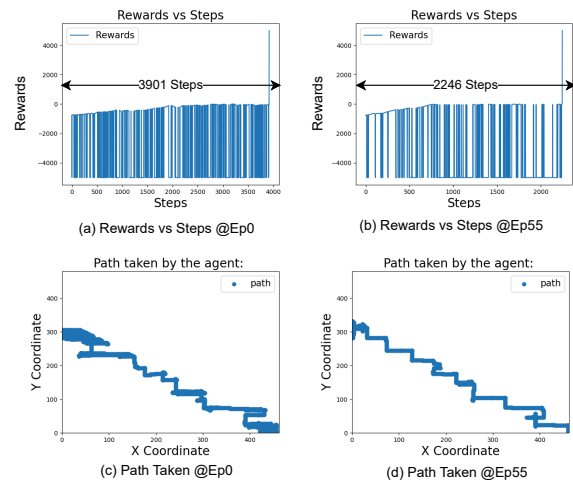 Rewards vs Steps
Rewards
3901 Steps
Rewards
4000
2000
0
−2000
−4000
0 500 1000 1500 2000 2500 3000 3500 4000
Steps
(a) Rewards vs Steps @Ep0
Rewards vs Steps
Rewards
2246 Steps
Rewards
4000
2000
0
−2000
−4000
0 500 1000 1500 2000
Steps
(b) Rewards vs Steps @Ep55
Path taken by the agent:
path
Y Coordinate
400
300
200
100
0
0 100 200 300 400
X Coordinate
(c) Path Taken @Ep0
Path taken by the agent:
path
Y Coordinate
400
300
200
100
0
0 100 200 300 400
X Coordinate
(d) Path Taken @Ep55